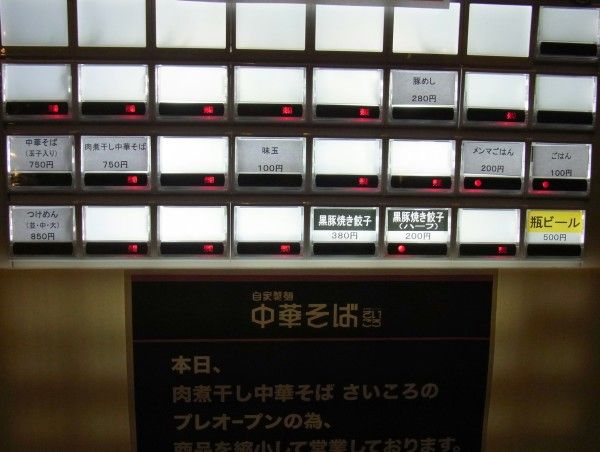 豚めし
280円
中華そば
(玉子入り)
750円
肉煮干し中華そば
750円
味玉
100円
メンマごはん
200円
ごはん
100円
つけめん
(並・中・大)
850円
黒豚焼き餃子
380円
黒豚焼き餃子
(ハーフ)
200円
瓶ビール
500円
自家製麺
中華そば さいころ
本日、
肉煮干し中華そば さいころの
プレオープンの為、
商品を縮小して営業しております。